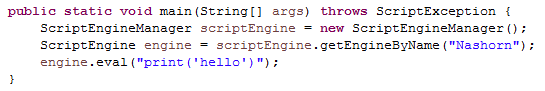 public static void main(String[] args) throws ScriptException {
    ScriptEngineManager scriptEngine = new ScriptEngineManager();
    ScriptEngine engine = scriptEngine.getEngineByName("Nashorn");
    engine.eval("print('hello')");
}